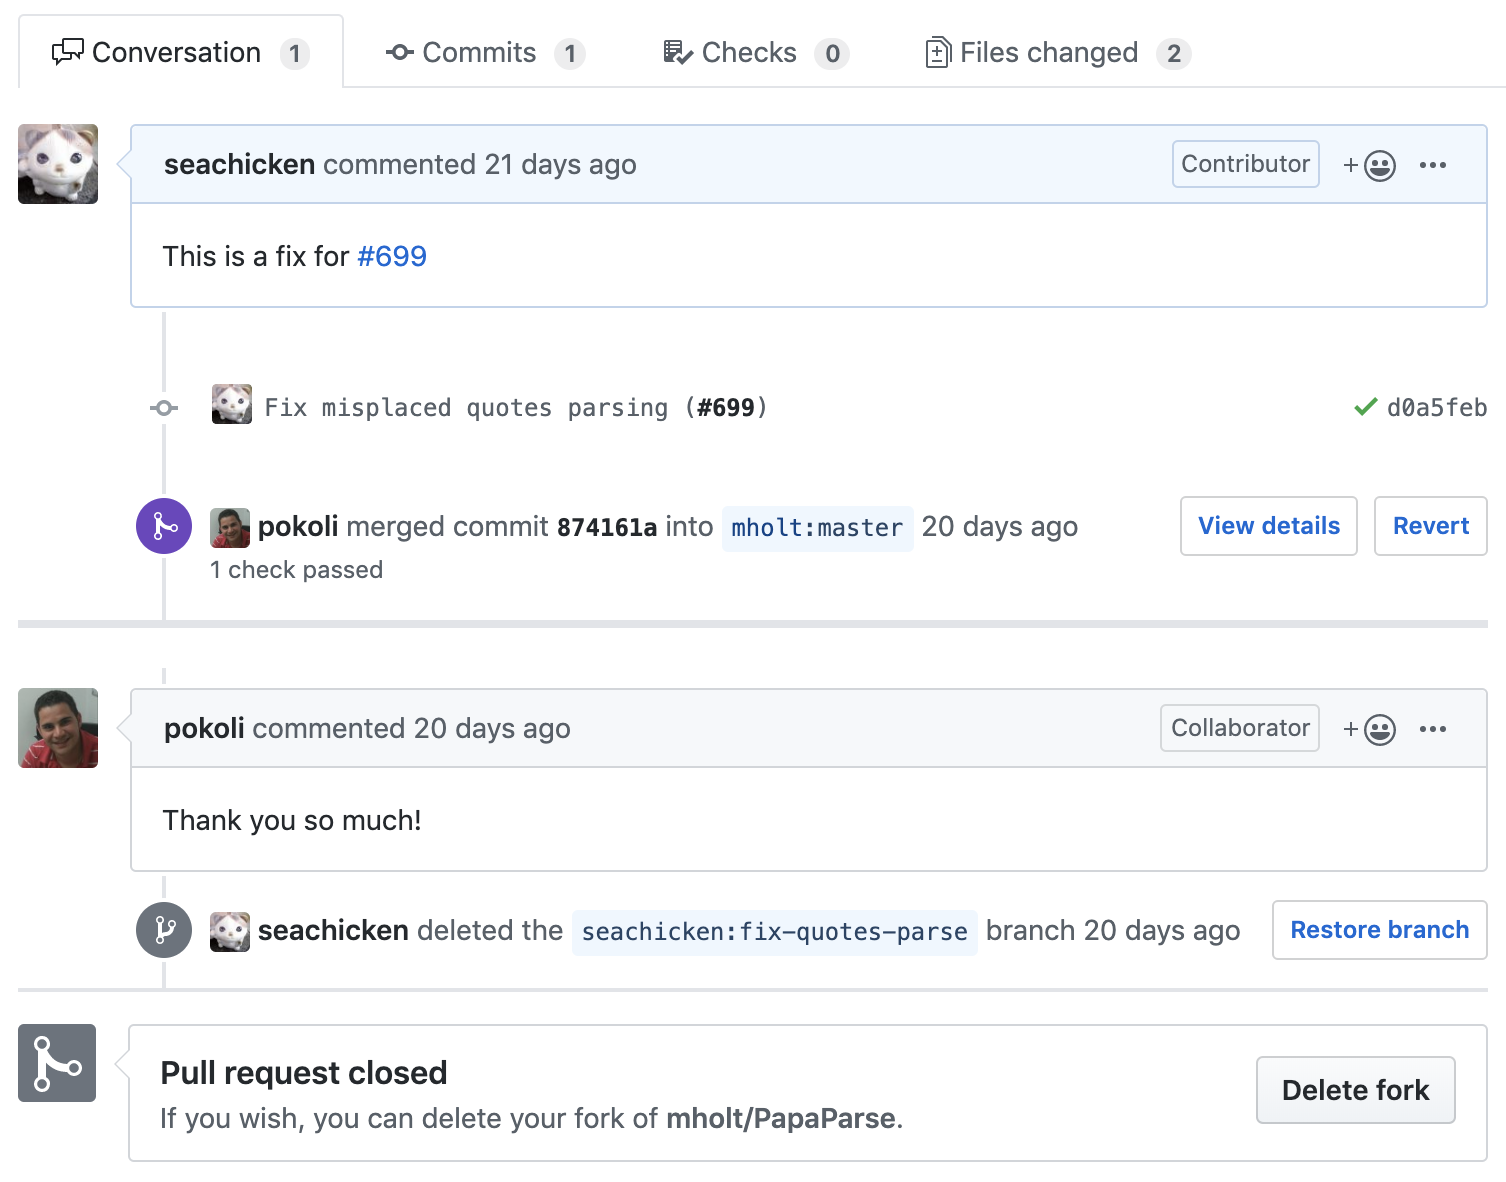 Conversation 1 Commits 1 Checks 0 Files changed 2
seachicken commented 21 days ago Contributor
This is a fix for #699
Fix misplaced quotes parsing (#699) d0a5feb
pokoli merged commit 874161a into mholt:master 20 days ago View details Revert
1 check passed
pokoli commented 20 days ago Collaborator
Thank you so much!
seachicken deleted the seachicken:fix-quotes-parse branch 20 days ago Restore branch
Pull request closed
If you wish, you can delete your fork of mholt/PapaParse.
Delete fork